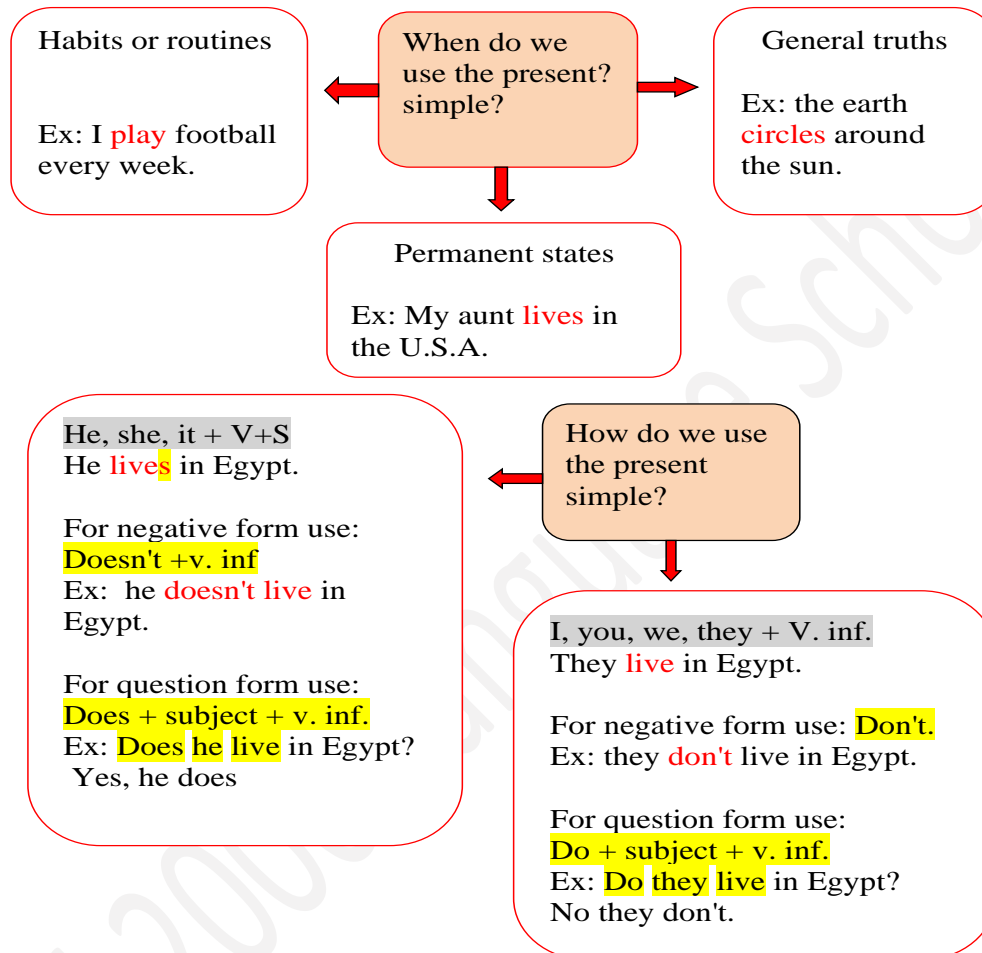 Habits or routines
Ex: I play football
every week.
When do we
use the present?
simple?
General truths
Ex: the earth
circles around
the sun.
Permanent states
Ex: My aunt lives in
the U.S.A.
He, she, it + V+S
He lives in Egypt.
For negative form use:
Doesn't +v. inf
Ex:  he doesn't live in
Egypt.
For question form use:
Does + subject + v. inf.
Ex: Does he live in Egypt?
Yes, he does
How do we use
the present
simple?
I, you, we, they + V. inf.
They live in Egypt.
For negative form use: Don't.
Ex: they don't live in Egypt.
For question form use:
Do + subject + v. inf.
Ex: Do they live in Egypt?
No they don't.